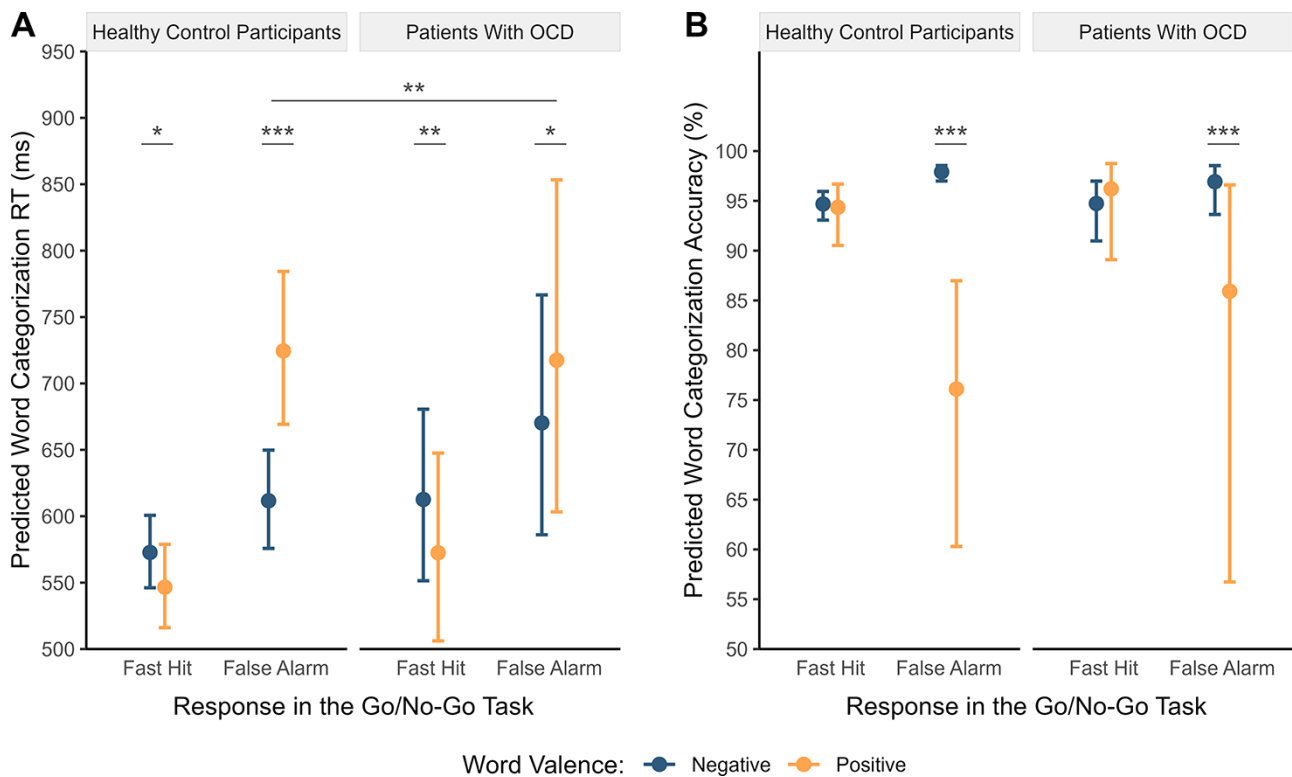 A
Healthy Control Participants
Patients With OCD
Predicted Word Categorization RT (ms)
950
900
850
800
750
700
650
600
550
500
**
*
***
**
*
Fast Hit
False Alarm
Fast Hit
False Alarm
Response in the Go/No-Go Task
B
Healthy Control Participants
Patients With OCD
Predicted Word Categorization Accuracy (%)
100
95
90
85
80
75
70
65
60
55
50
***
***
Fast Hit
False Alarm
Fast Hit
False Alarm
Response in the Go/No-Go Task
Word Valence: Negative Positive